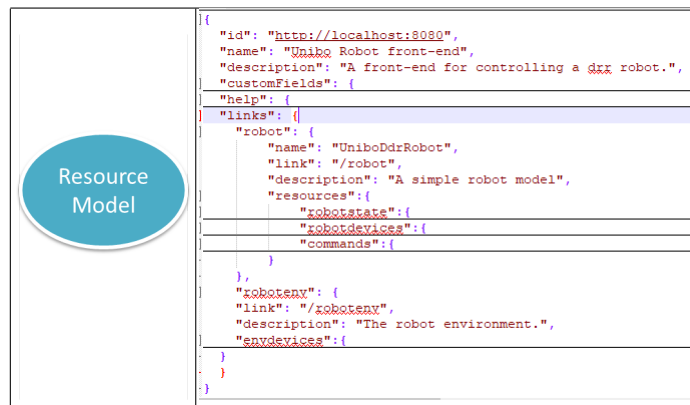 Resource
Model
{
"id": "http://localhost:8080",
"name": "Unibo Robot front-end",
"description": "A front-end for controlling a drr robot.",
"customFields": {
"help": {
"links": {
"robot": {
"name": "UniboDdrRobot",
"link": "/robot",
"description": "A simple robot model",
"resources":{
"robotstate":{
"robotdevices":{
"commands":{
}
},
"robotenv": {
"link": "/robotenv",
"description": "The robot environment.",
"envdevices":{
}
}
}